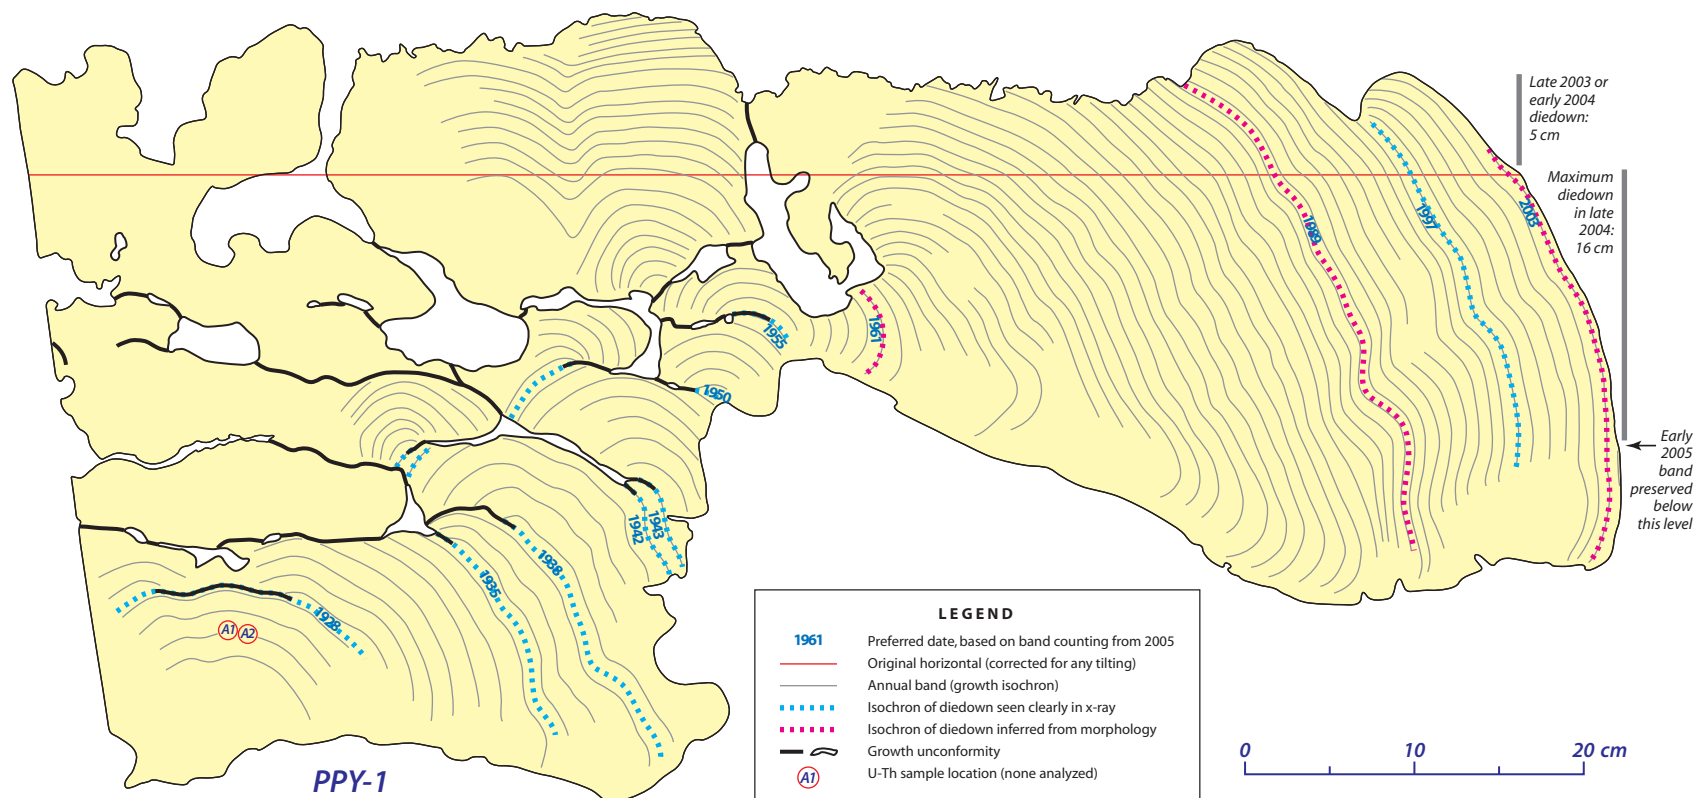 Late 2003 or
early 2004
diedown:
5 cm
Maximum
diedown
in late
2004:
16 cm
Early
2005
band
preserved
below
this level
1989
1997
2003
1961
1955
1950
1942
1943
1938
1935
1928
A1
A2
PPY-1
LEGEND
1961 Preferred date, based on band counting from 2005
Original horizontal (corrected for any tilting)
Annual band (growth isochron)
Isochron of diedown seen clearly in x-ray
Isochron of diedown inferred from morphology
Growth unconformity
A1 U-Th sample location (none analyzed)
0 10 20 cm